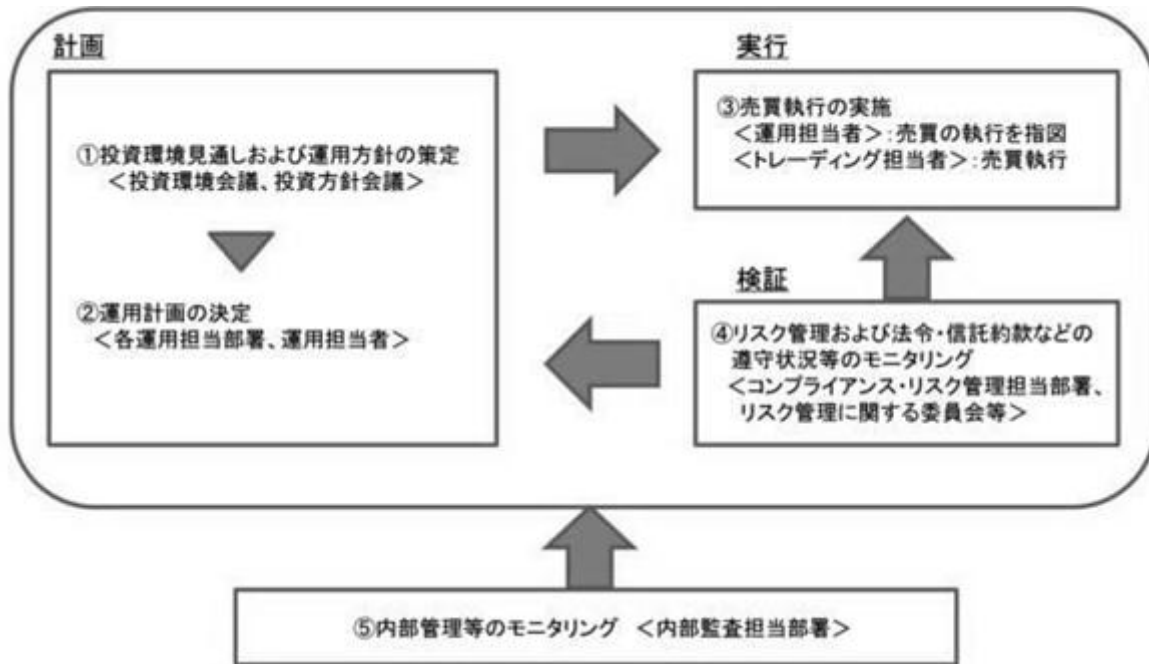 計画
①投資環境見通しおよび運用方針の策定
＜投資環境会議、投資方針会議＞
②運用計画の決定
＜各運用担当部署、運用担当者＞
実行
③売買執行の実施
＜運用担当者＞：売買の執行を指図
＜トレーディング担当者＞：売買執行
検証
④リスク管理および法令・信託約款などの
遵守状況等のモニタリング
＜コンプライアンス・リスク管理担当部署、
リスク管理に関する委員会等＞
⑤内部管理等のモニタリング ＜内部監査担当部署＞